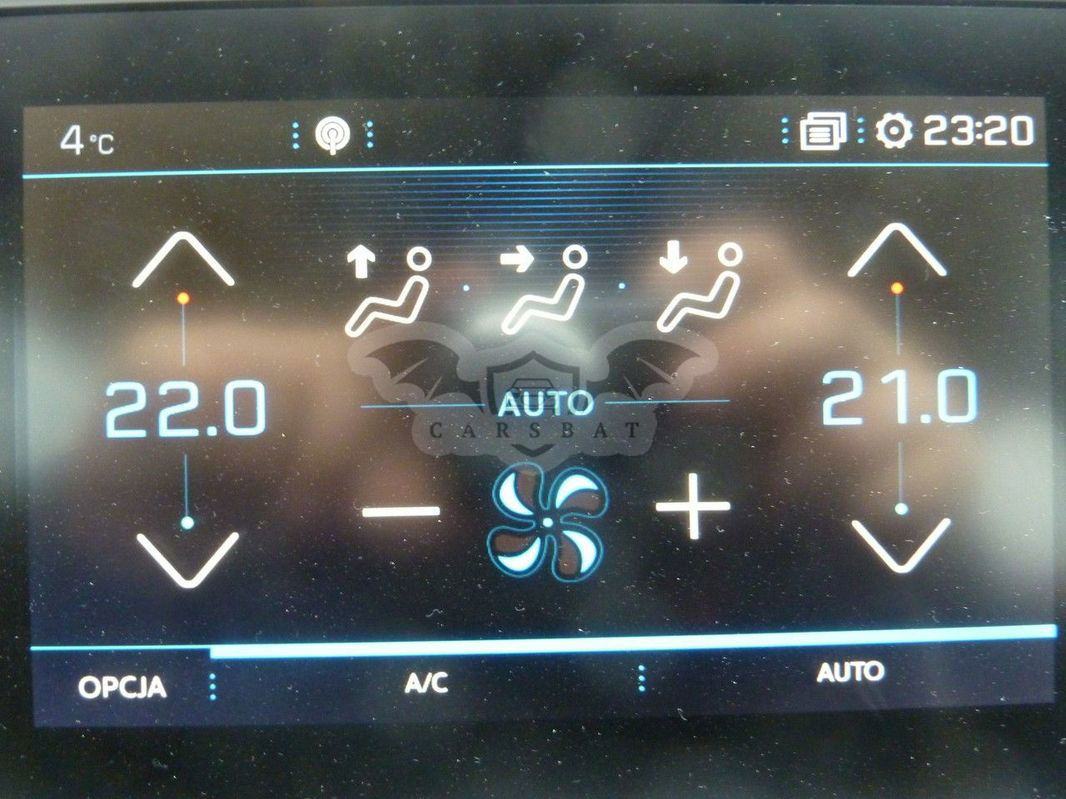 4°C 23:20
22.0 21.0
AUTO
CARSBAT
OPCJA A/C AUTO